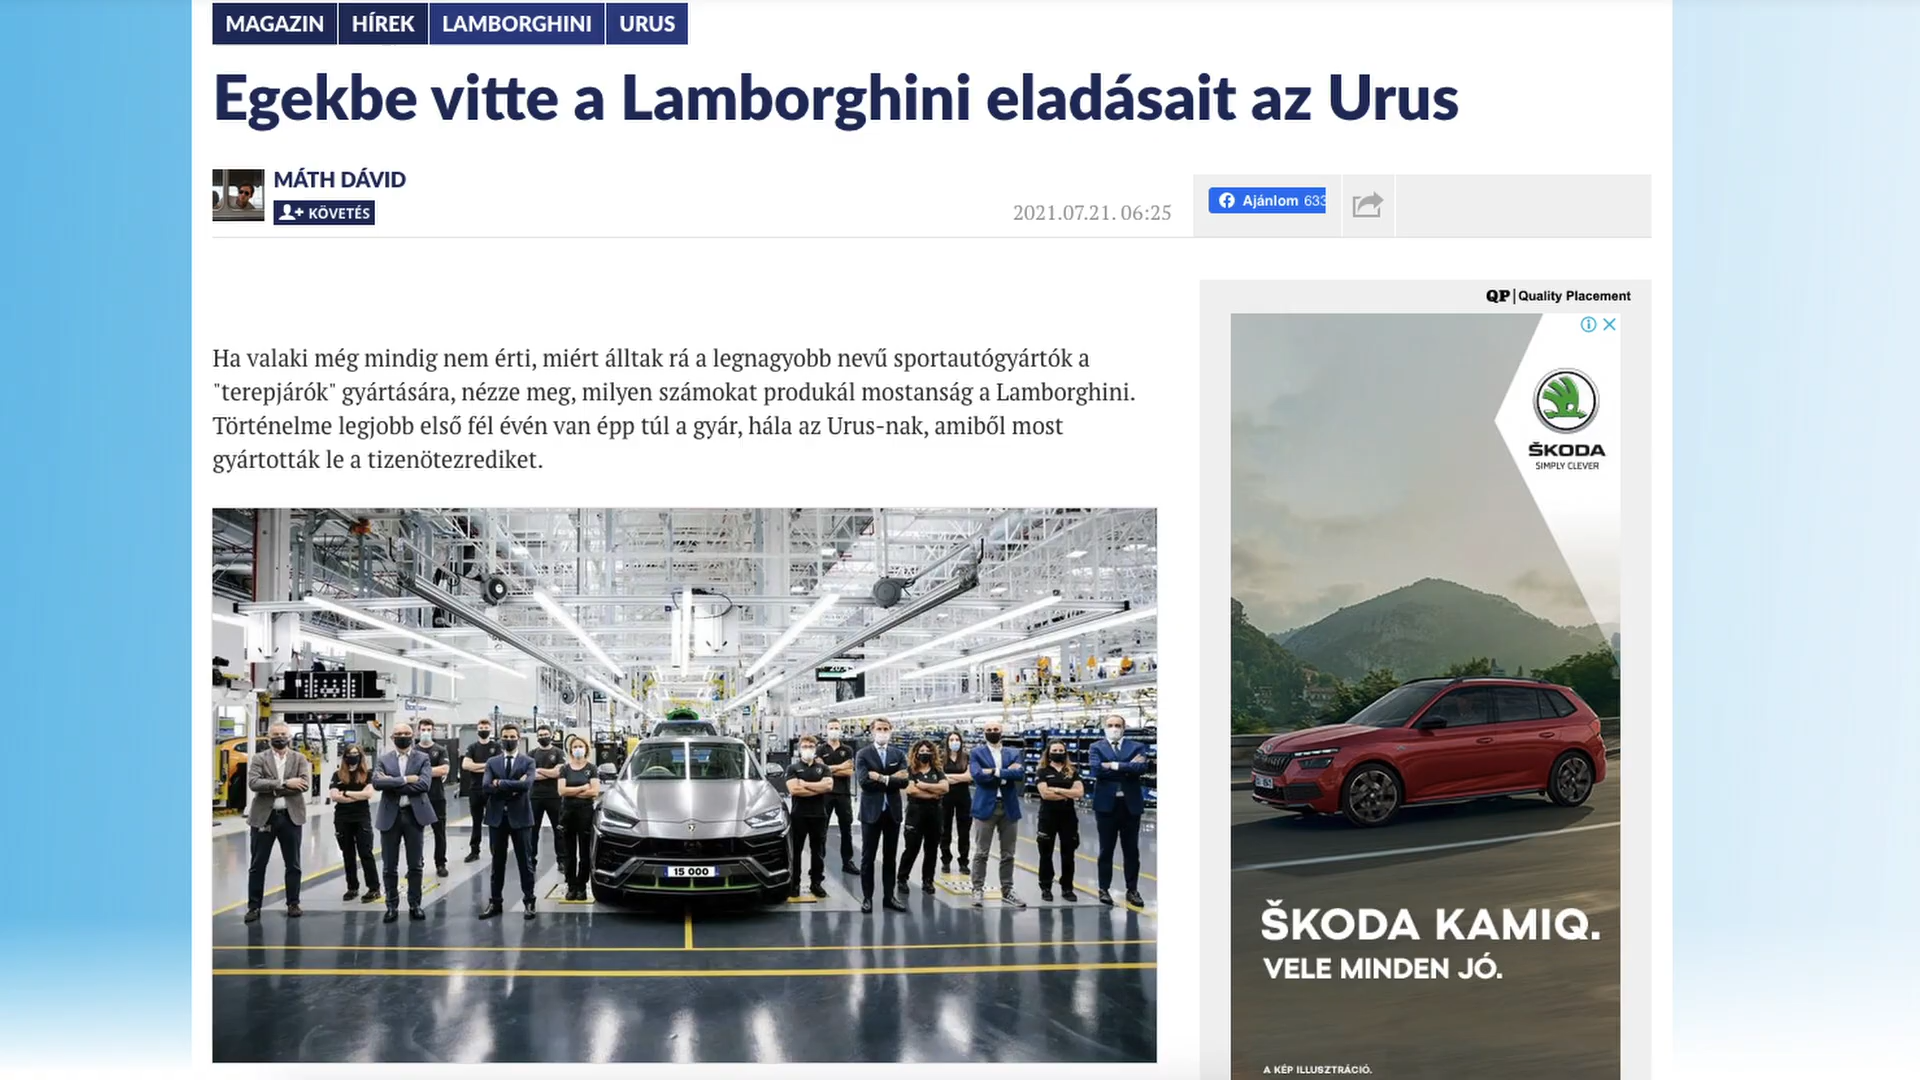 MAGAZIN HÍREK LAMBORGHINI URUS
Egekbe vitte a Lamborghini eladásait az Urus
MÁTH DÁVID
KÖVETÉS
2021.07.21. 06:25
Ajánlom 633
QP|Quality Placement
Ha valaki még mindig nem érti, miért álltak rá a legnagyobb nevű sportautógyártók a
"terepjárók" gyártására, nézze meg, milyen számokat produkál mostanság a Lamborghini.
Történelme legjobb első fél évén van épp túl a gyár, hála az Urus-nak, amiből most
gyártották le a tizenötezrediket.
15 000
ŠKODA
SIMPLY CLEVER
ŠKODA KAMIQ.
VELE MINDEN JÓ.
A KÉP ILLUSZTRÁCIÓ.